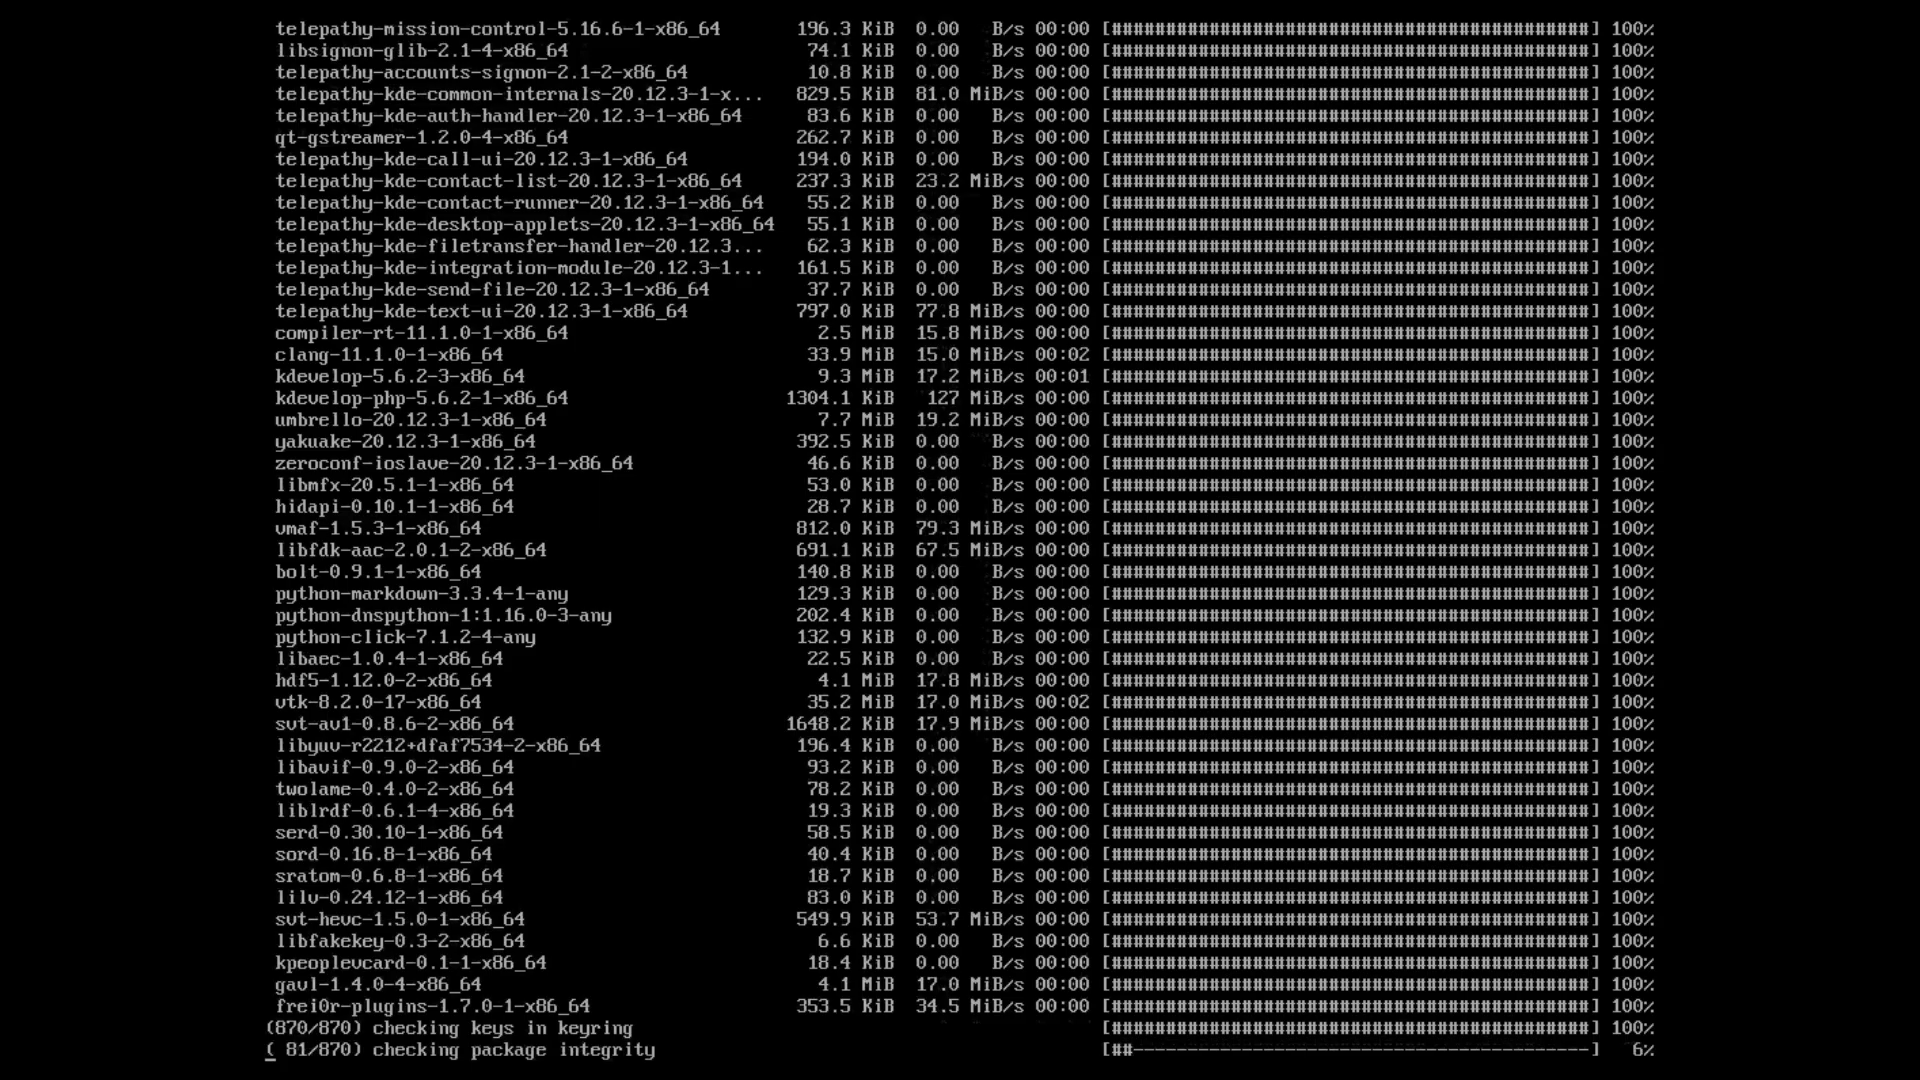 telepathy-mission-control-5.16.6-1-x86_64 196.3 KiB 0.00 B/s 00:00 [############################################] 100%
libsignon-glib-2.1-4-x86_64 74.1 KiB 0.00 B/s 00:00 [############################################] 100%
telepathy-accounts-signon-2.1-2-x86_64 10.8 KiB 0.00 B/s 00:00 [############################################] 100%
telepathy-kde-common-internals-20.12.3-1-x... 829.5 KiB 81.0 MiB/s 00:00 [############################################] 100%
telepathy-kde-auth-handler-20.12.3-1-x86_64 83.6 KiB 0.00 B/s 00:00 [############################################] 100%
qt-gstreamer-1.2.0-4-x86_64 262.7 KiB 0.00 B/s 00:00 [############################################] 100%
telepathy-kde-call-ui-20.12.3-1-x86_64 194.0 KiB 0.00 B/s 00:00 [############################################] 100%
telepathy-kde-contact-list-20.12.3-1-x86_64 237.3 KiB 23.2 MiB/s 00:00 [############################################] 100%
telepathy-kde-contact-runner-20.12.3-1-x86_64 55.2 KiB 0.00 B/s 00:00 [############################################] 100%
telepathy-kde-desktop-applets-20.12.3-1-x86_64 55.1 KiB 0.00 B/s 00:00 [############################################] 100%
telepathy-kde-filetransfer-handler-20.12.3... 62.3 KiB 0.00 B/s 00:00 [############################################] 100%
telepathy-kde-integration-module-20.12.3-1... 161.5 KiB 0.00 B/s 00:00 [############################################] 100%
telepathy-kde-send-file-20.12.3-1-x86_64 37.7 KiB 0.00 B/s 00:00 [############################################] 100%
telepathy-kde-text-ui-20.12.3-1-x86_64 797.0 KiB 77.8 MiB/s 00:00 [############################################] 100%
compiler-rt-11.1.0-1-x86_64 2.5 MiB 15.8 MiB/s 00:00 [############################################] 100%
clang-11.1.0-1-x86_64 33.9 MiB 15.0 MiB/s 00:02 [############################################] 100%
kdevelop-5.6.2-3-x86_64 9.3 MiB 17.2 MiB/s 00:01 [############################################] 100%
kdevelop-php-5.6.2-1-x86_64 1304.1 KiB 127 MiB/s 00:00 [############################################] 100%
umbrello-20.12.3-1-x86_64 7.7 MiB 19.2 MiB/s 00:00 [############################################] 100%
yakuake-20.12.3-1-x86_64 392.5 KiB 0.00 B/s 00:00 [############################################] 100%
zeroconf-ioslave-20.12.3-1-x86_64 46.6 KiB 0.00 B/s 00:00 [############################################] 100%
libmfx-20.5.1-1-x86_64 53.0 KiB 0.00 B/s 00:00 [############################################] 100%
hidapi-0.10.1-1-x86_64 28.7 KiB 0.00 B/s 00:00 [############################################] 100%
vmaf-1.5.3-1-x86_64 812.0 KiB 79.3 MiB/s 00:00 [############################################] 100%
libfdk-aac-2.0.1-2-x86_64 691.1 KiB 67.5 MiB/s 00:00 [############################################] 100%
bolt-0.9.1-1-x86_64 140.8 KiB 0.00 B/s 00:00 [############################################] 100%
python-markdown-3.3.4-1-any 129.3 KiB 0.00 B/s 00:00 [############################################] 100%
python-dnspython-1:1.16.0-3-any 202.4 KiB 0.00 B/s 00:00 [############################################] 100%
python-click-7.1.2-4-any 132.9 KiB 0.00 B/s 00:00 [############################################] 100%
libaec-1.0.4-1-x86_64 22.5 KiB 0.00 B/s 00:00 [############################################] 100%
hdf5-1.12.0-2-x86_64 4.1 MiB 17.8 MiB/s 00:00 [############################################] 100%
vtk-8.2.0-17-x86_64 35.2 MiB 17.0 MiB/s 00:02 [############################################] 100%
svt-av1-0.8.6-2-x86_64 1648.2 KiB 17.9 MiB/s 00:00 [############################################] 100%
libyuv-r2212+dfaf7534-2-x86_64 196.4 KiB 0.00 B/s 00:00 [############################################] 100%
libavif-0.9.0-2-x86_64 93.2 KiB 0.00 B/s 00:00 [############################################] 100%
twolame-0.4.0-2-x86_64 78.2 KiB 0.00 B/s 00:00 [############################################] 100%
liblrdf-0.6.1-4-x86_64 19.3 KiB 0.00 B/s 00:00 [############################################] 100%
serd-0.30.10-1-x86_64 58.5 KiB 0.00 B/s 00:00 [############################################] 100%
sord-0.16.8-1-x86_64 40.4 KiB 0.00 B/s 00:00 [############################################] 100%
sratom-0.6.8-1-x86_64 18.7 KiB 0.00 B/s 00:00 [############################################] 100%
lilv-0.24.12-1-x86_64 83.0 KiB 0.00 B/s 00:00 [############################################] 100%
svt-hevc-1.5.0-1-x86_64 549.9 KiB 53.7 MiB/s 00:00 [############################################] 100%
libfakekey-0.3-2-x86_64 6.6 KiB 0.00 B/s 00:00 [############################################] 100%
kpeoplevcard-0.1-1-x86_64 18.4 KiB 0.00 B/s 00:00 [############################################] 100%
gavl-1.4.0-4-x86_64 4.1 MiB 17.0 MiB/s 00:00 [############################################] 100%
frei0r-plugins-1.7.0-1-x86_64 353.5 KiB 34.5 MiB/s 00:00 [############################################] 100%
(870/870) checking keys in keyring [############################################] 100%
( 81/870) checking package integrity [##------------------------------------------] 6%